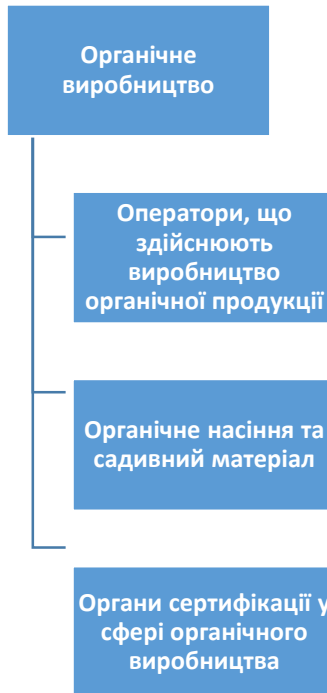 Органічне
виробництво
Оператори, що
здійснюють
виробництво
органічної продукції
Органічне насіння та
садивний матеріал
Органи сертифікації у
сфері органічного
виробництва